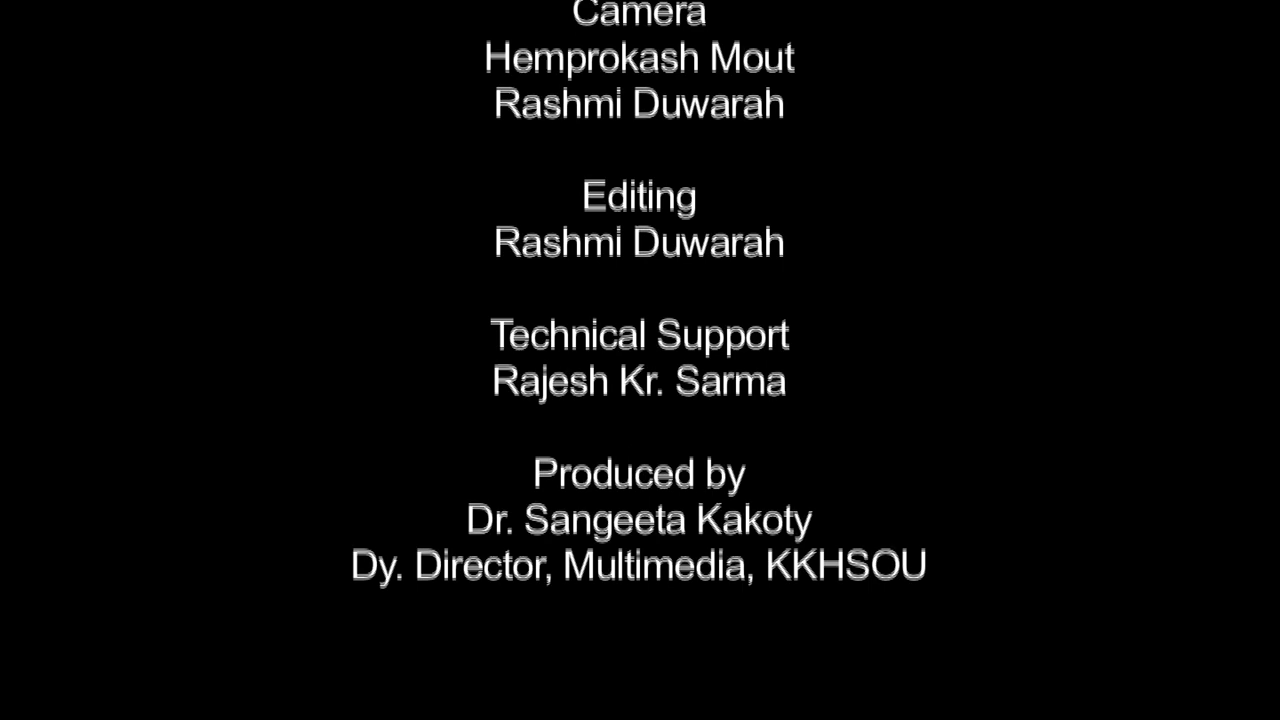 Camera
Hemprokash Mout
Rashmi Duwarah
Editing
Rashmi Duwarah
Technical Support
Rajesh Kr. Sarma
Produced by
Dr. Sangeeta Kakoty
Dy. Director, Multimedia, KKHSOU